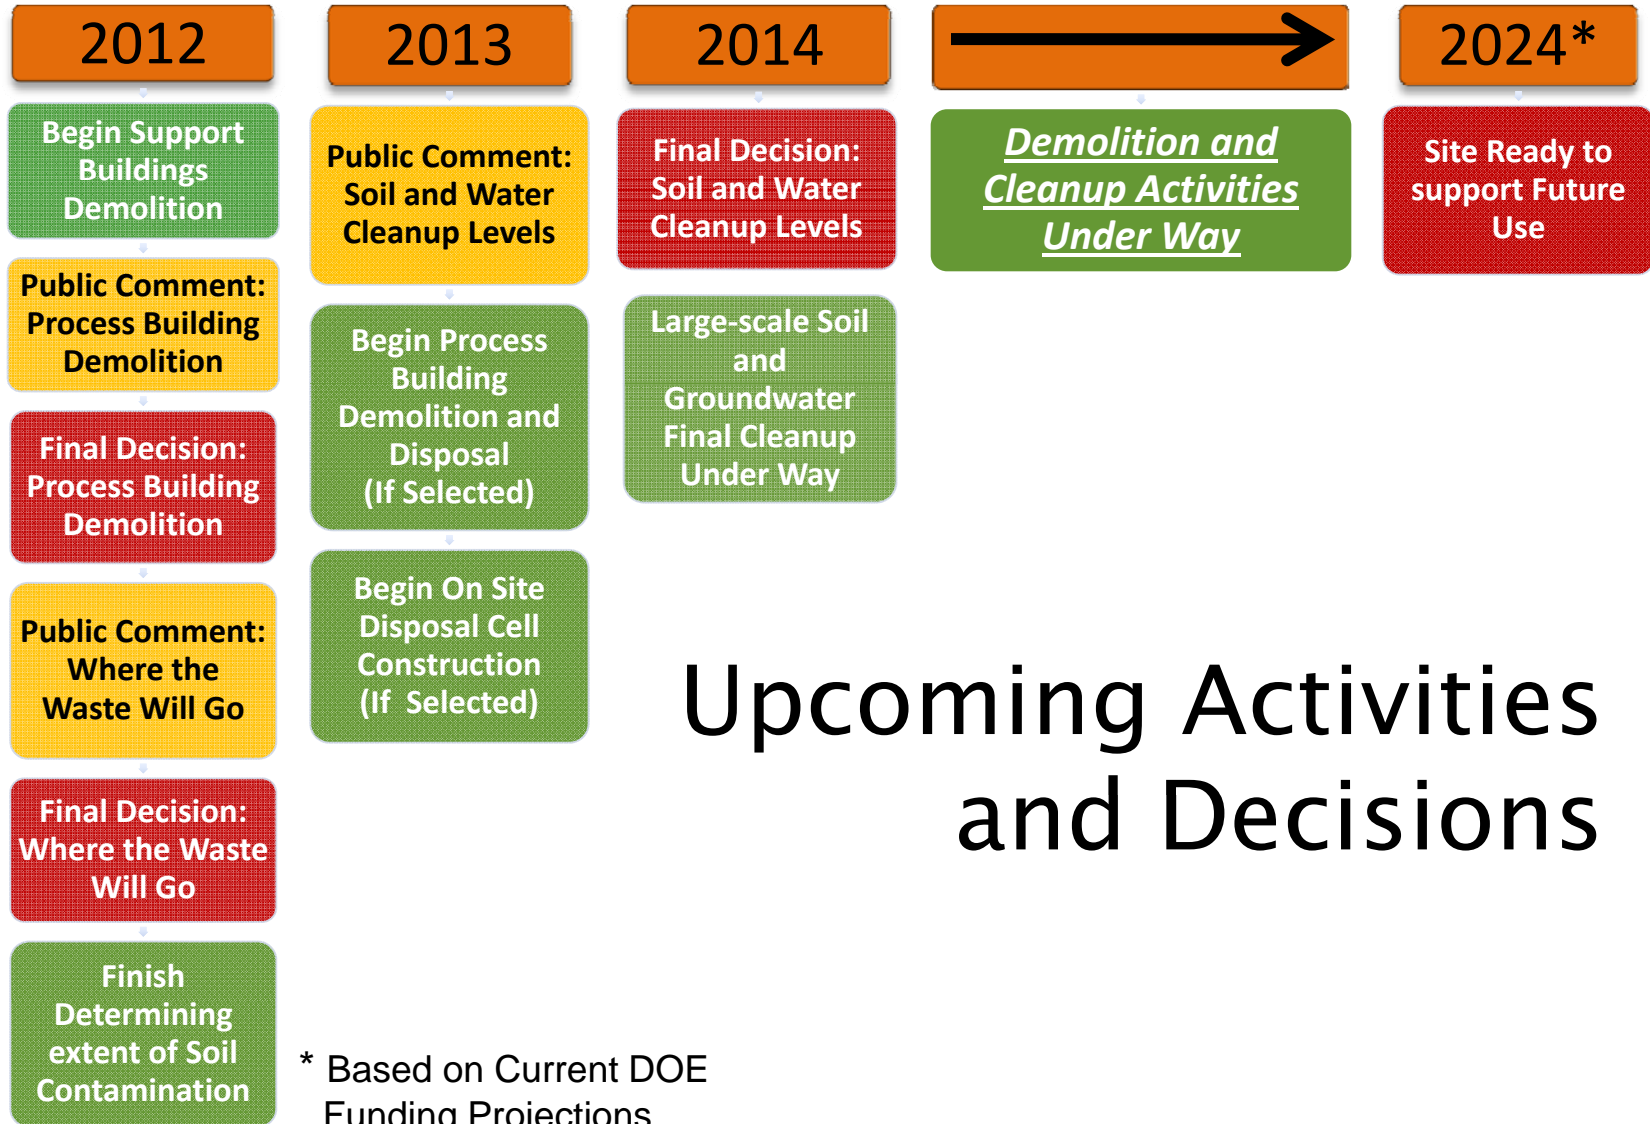 2012
Begin Support
Buildings
Demolition
Public Comment:
Process Building
Demolition
Final Decision:
Process Building
Demolition
Public Comment:
Where the
Waste Will Go
Final Decision:
Where the Waste
Will Go
Finish
Determining
extent of Soil
Contamination
2013
Public Comment:
Soil and Water
Cleanup Levels
Begin Process
Building
Demolition and
Disposal
(If Selected)
Begin On Site
Disposal Cell
Construction
(If Selected)
2014
Final Decision:
Soil and Water
Cleanup Levels
Large-scale Soil
and
Groundwater
Final Cleanup
Under Way
Demolition and
Cleanup Activities
Under Way
2024*
Site Ready to
support Future
Use
Upcoming Activities
and Decisions
* Based on Current DOE
Funding Projections